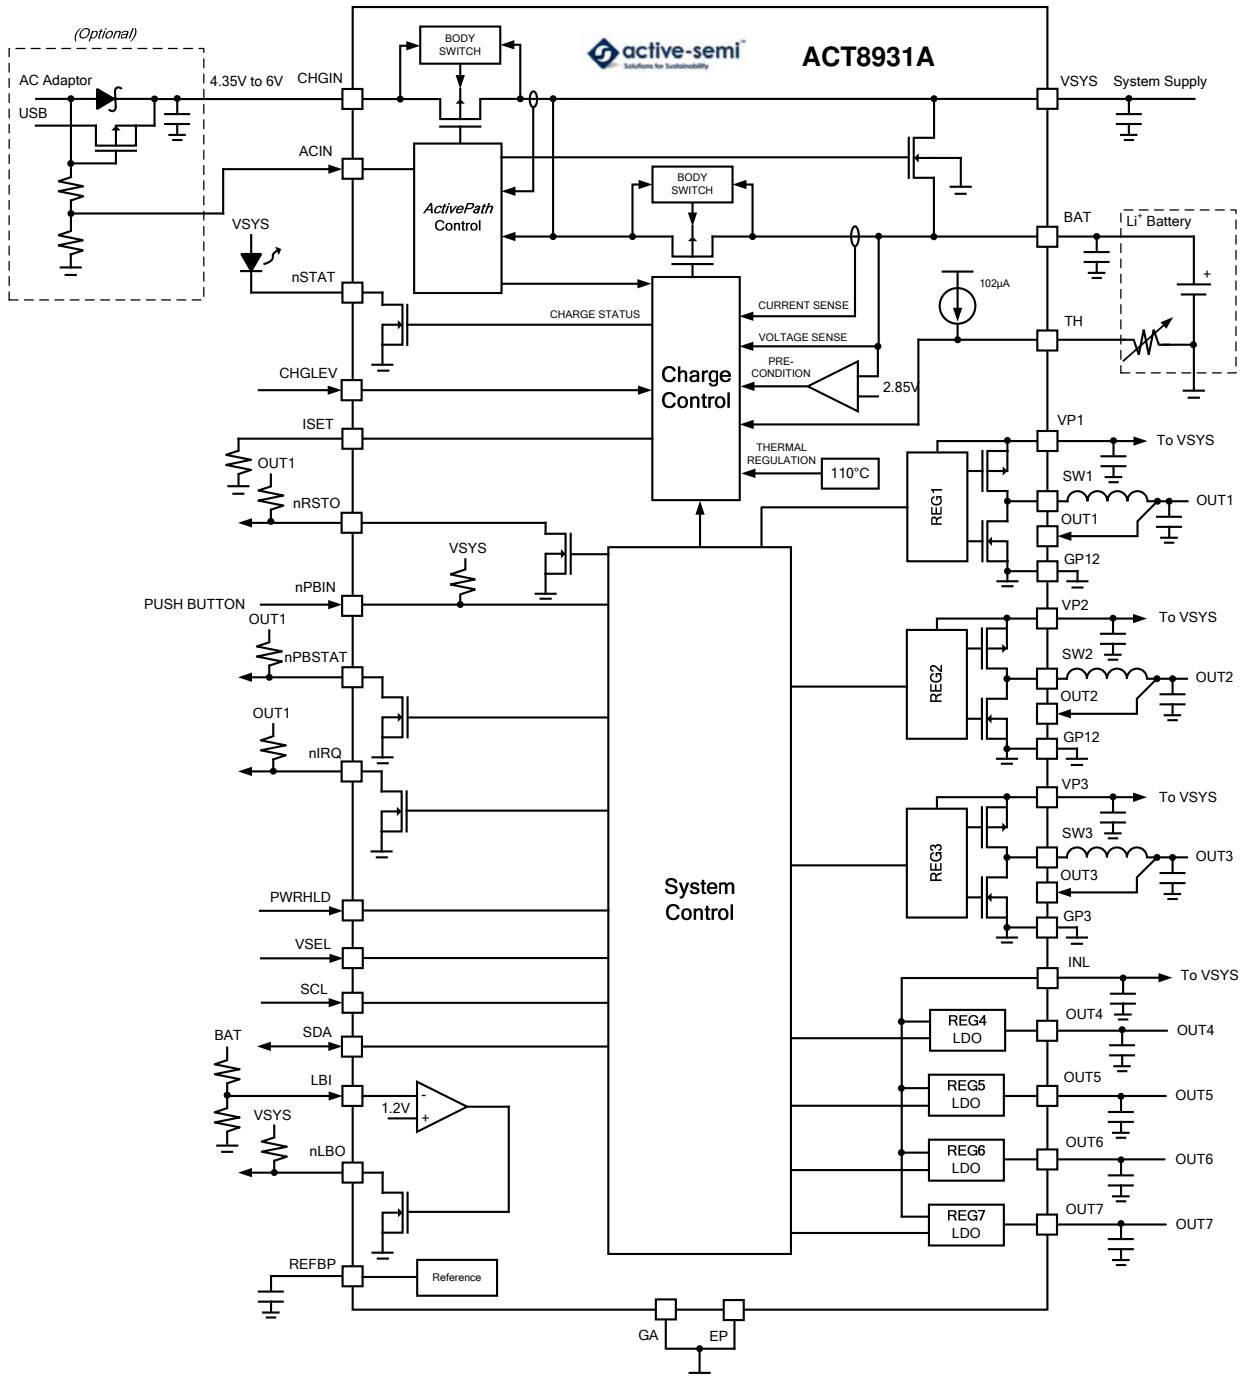 (Optional)
AC Adaptor
USB
4.35V to 6V
CHGIN
BODY
SWITCH
active-semi™
Solutions for Sustainability
ACT8931A
VSYS
System Supply
ACIN
ActivePath
Control
BODY
SWITCH
VSYS
nSTAT
BAT
Li+ Battery
+
102µA
CHARGE STATUS
CURRENT SENSE
VOLTAGE SENSE
TH
PRE-
CONDITION
2.85V
Charge
Control
CHGLEV
ISET
THERMAL
REGULATION
110°C
OUT1
nRSTO
VP1
To VSYS
REG1
SW1
OUT1
OUT1
GP12
VSYS
nPBIN
PUSH BUTTON
OUT1
nPBSTAT
VP2
To VSYS
REG2
SW2
OUT2
OUT2
GP12
OUT1
nIRQ
VP3
To VSYS
REG3
SW3
OUT3
OUT3
GP3
System
Control
PWRHLD
VSEL
SCL
SDA
INL
To VSYS
REG4
LDO
OUT4
OUT4
BAT
LBI
1.2V
-
+
REG5
LDO
OUT5
OUT5
VSYS
nLBO
REG6
LDO
OUT6
OUT6
REG7
LDO
OUT7
OUT7
REFBP
Reference
GA
EP